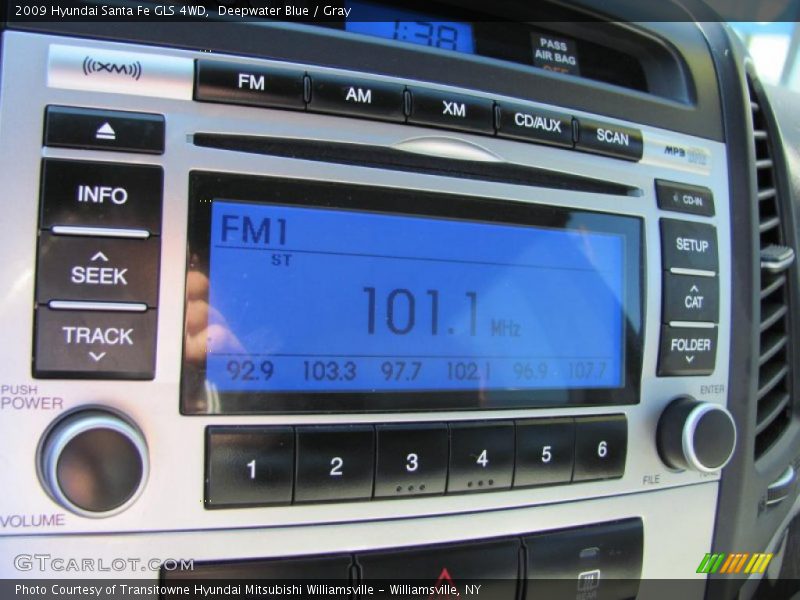 2009 Hyundai Santa Fe GLS 4WD,  Deepwater Blue / Gray
1:38
PASS
AIR BAG
OFF
((XM))
FM
AM
XM
CD/AUX
SCAN
MP3
CD-IN
INFO
SEEK
TRACK
FM1
ST
101.1 MHz
92.9 103.3 97.7 102.1 96.9 107.7
SETUP
CAT
FOLDER
PUSH
POWER
VOLUME
1
2
3
4
5
6
ENTER
FILE
GTCarLot.com
Photo Courtesy of Transitowne Hyundai Mitsubishi Williamsville - Williamsville, NY